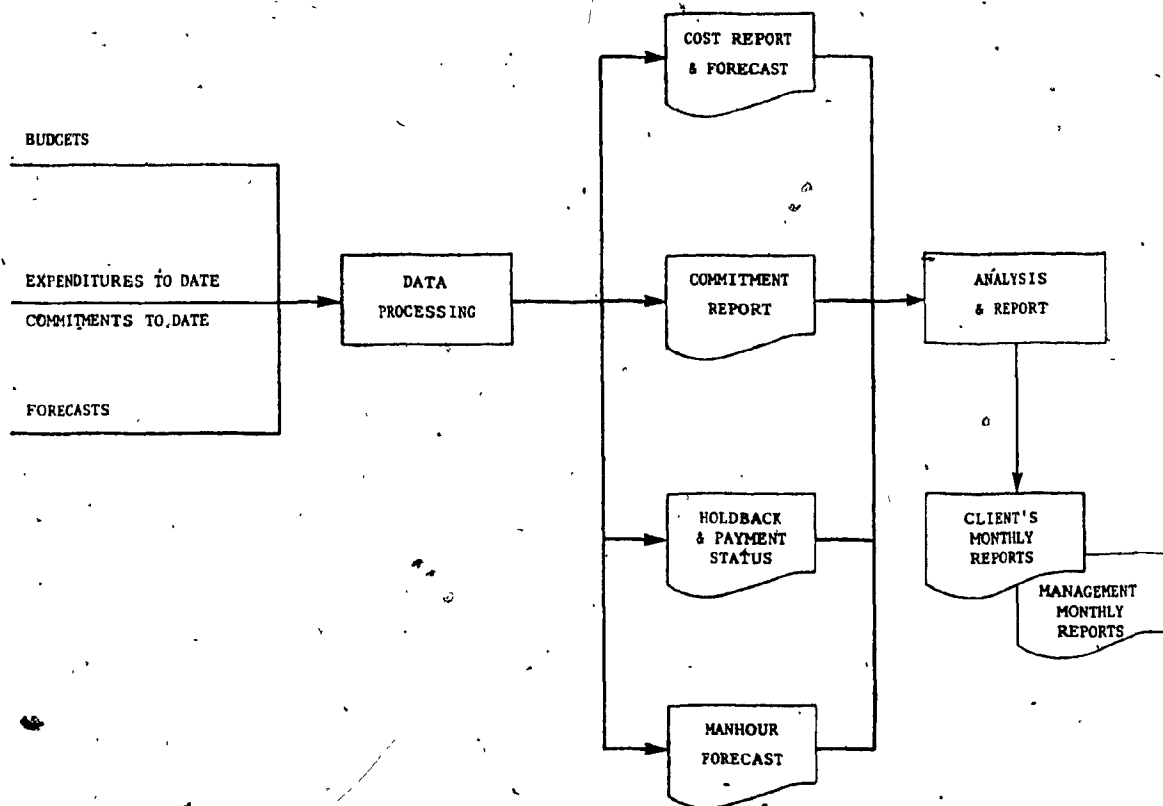 BUDGETS
EXPENDITURES TO DATE
COMMITMENTS TO DATE
FORECASTS
DATA
PROCESSING
COST REPORT
& FORECAST
COMMITMENT
REPORT
HOLDBACK
& PAYMENT
STATUS
MANHOUR
FORECAST
ANALYSIS
& REPORT
CLIENT'S
MONTHLY
REPORTS
MANAGEMENT
MONTHLY
REPORTS